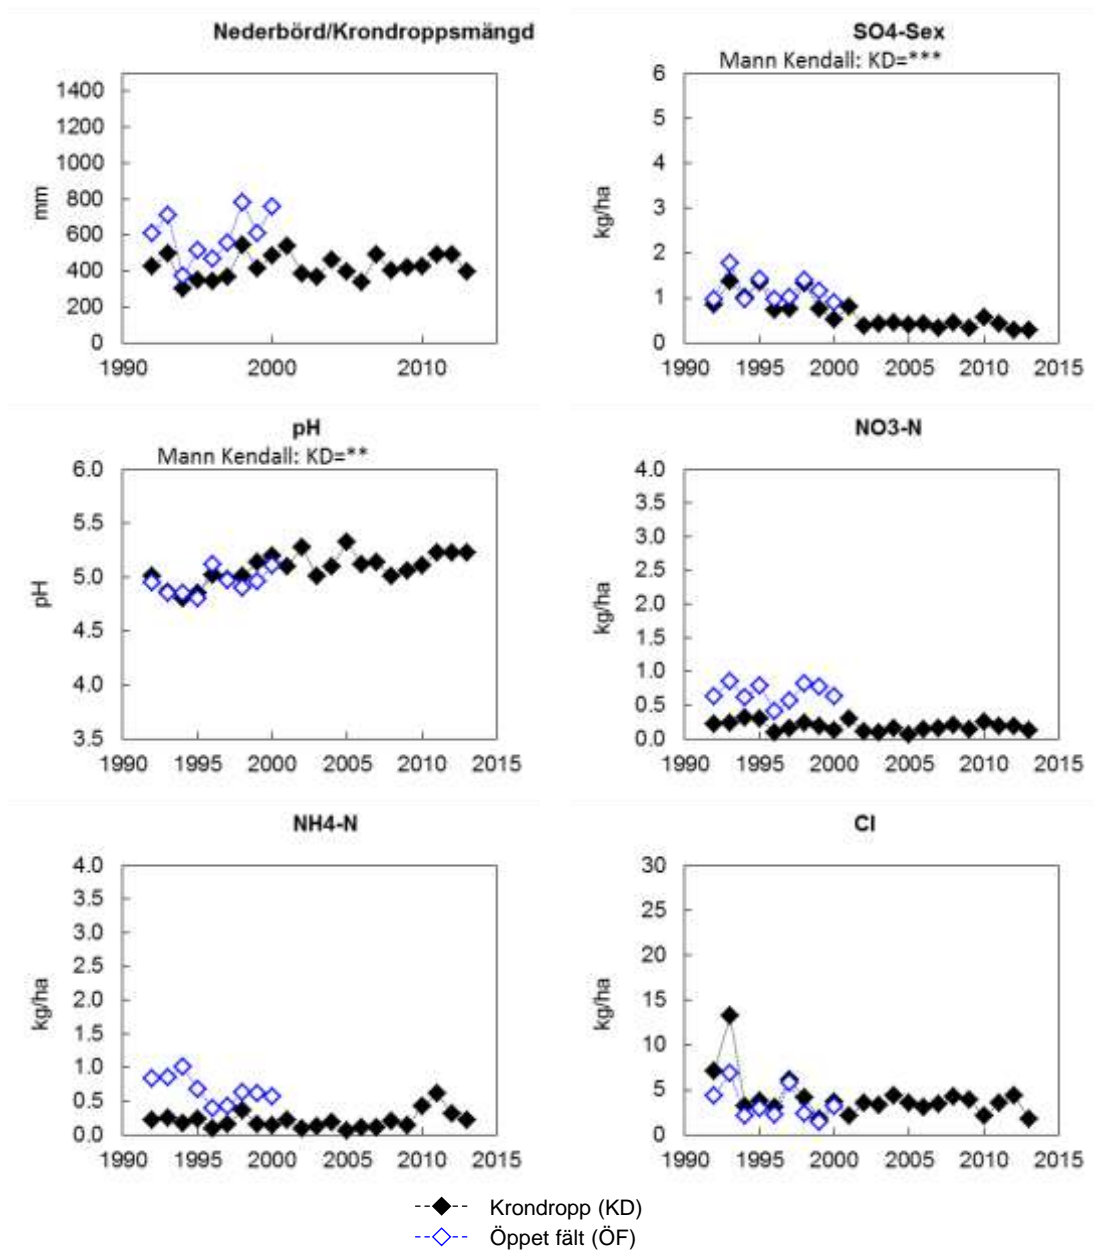 Nederbörd/Krondroppsmängd
1400
1200
1000
800
600
400
200
0
mm
1990 2000 2010
SO4-Sex
Mann Kendall: KD=***
6
5
4
3
2
1
0
kg/ha
1990 1995 2000 2005 2010 2015
pH
Mann Kendall: KD=**
6.0
5.5
5.0
4.5
4.0
3.5
pH
1990 1995 2000 2005 2010 2015
NO3-N
4.0
3.5
3.0
2.5
2.0
1.5
1.0
0.5
0.0
kg/ha
1990 1995 2000 2005 2010 2015
NH4-N
4.0
3.5
3.0
2.5
2.0
1.5
1.0
0.5
0.0
kg/ha
1990 1995 2000 2005 2010 2015
Cl
30
25
20
15
10
5
0
kg/ha
1990 1995 2000 2005 2010 2015
Krondropp (KD)
Öppet fält (ÖF)